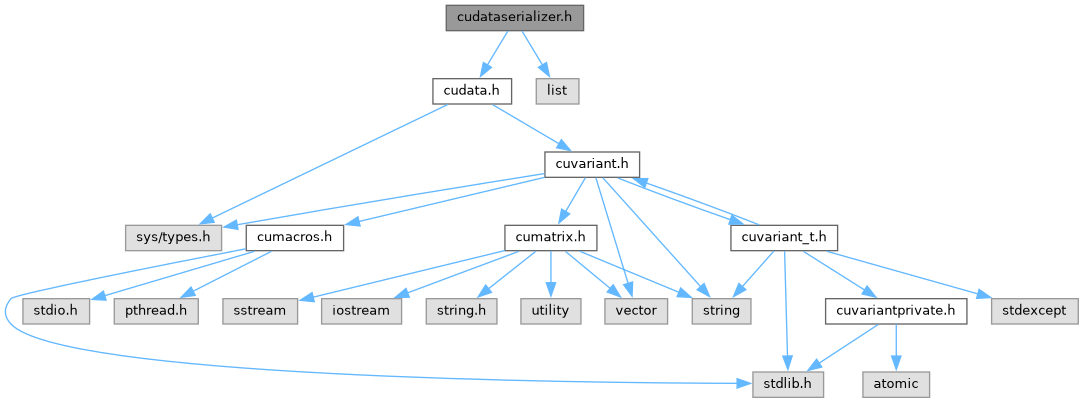 cudataserializer.h
cudata.h
list
cuvariant.h
sys/types.h
cumacros.h
cumatrix.h
cuvariant_t.h
stdio.h
pthread.h
sstream
iostream
string.h
utility
vector
string
cuvariantprivate.h
stdexcept
stdlib.h
atomic